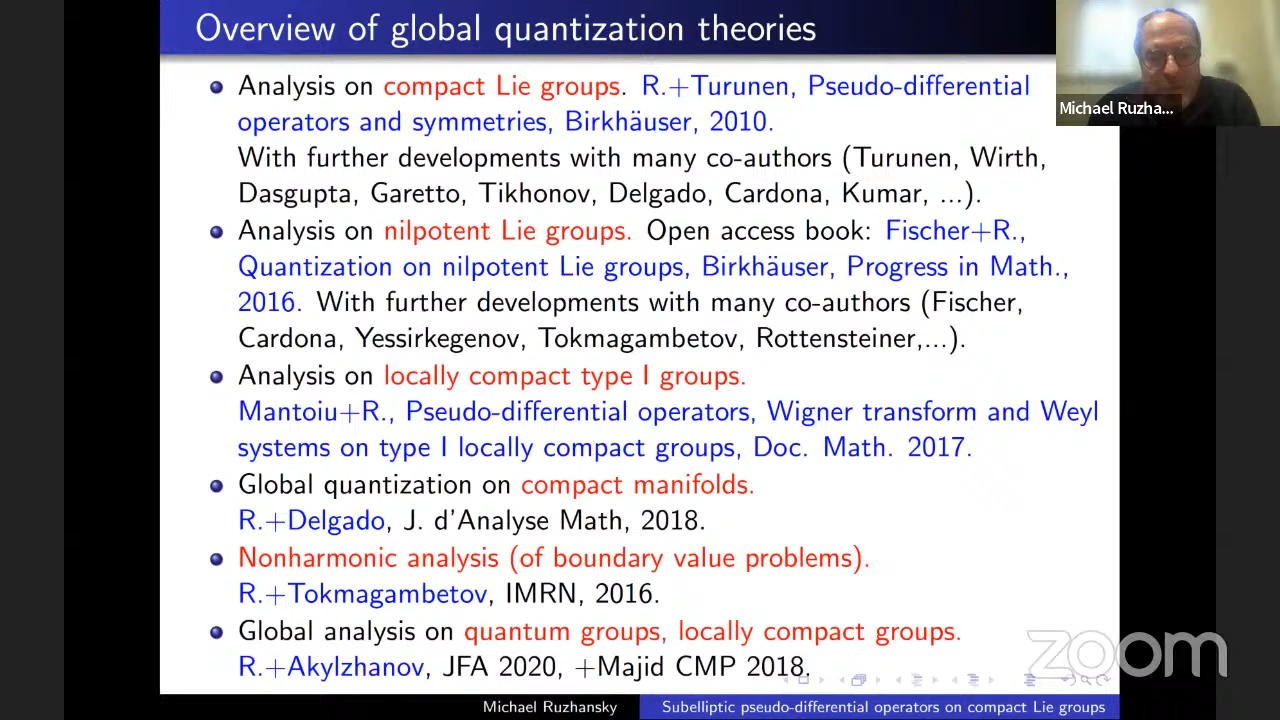 Overview of global quantization theories
Michael Ruzha...
Analysis on compact Lie groups. R.+Turunen, Pseudo-differential
operators and symmetries, Birkhäuser, 2010.
With further developments with many co-authors (Turunen, Wirth,
Dasgupta, Garetto, Tikhonov, Delgado, Cardona, Kumar, ...).
Analysis on nilpotent Lie groups. Open access book: Fischer+R.,
Quantization on nilpotent Lie groups, Birkhäuser, Progress in Math.,
2016. With further developments with many co-authors (Fischer,
Cardona, Yessirkegenov, Tokmagambetov, Rottensteiner,...).
Analysis on locally compact type I groups.
Mantoiu+R., Pseudo-differential operators, Wigner transform and Weyl
systems on type I locally compact groups, Doc. Math. 2017.
Global quantization on compact manifolds.
R.+Delgado, J. d'Analyse Math, 2018.
Nonharmonic analysis (of boundary value problems).
R.+Tokmagambetov, IMRN, 2016.
Global analysis on quantum groups, locally compact groups.
R.+Akylzhanov, JFA 2020, +Majid CMP 2018.
zoom
Michael Ruzhansky
Subelliptic pseudo-differential operators on compact Lie groups